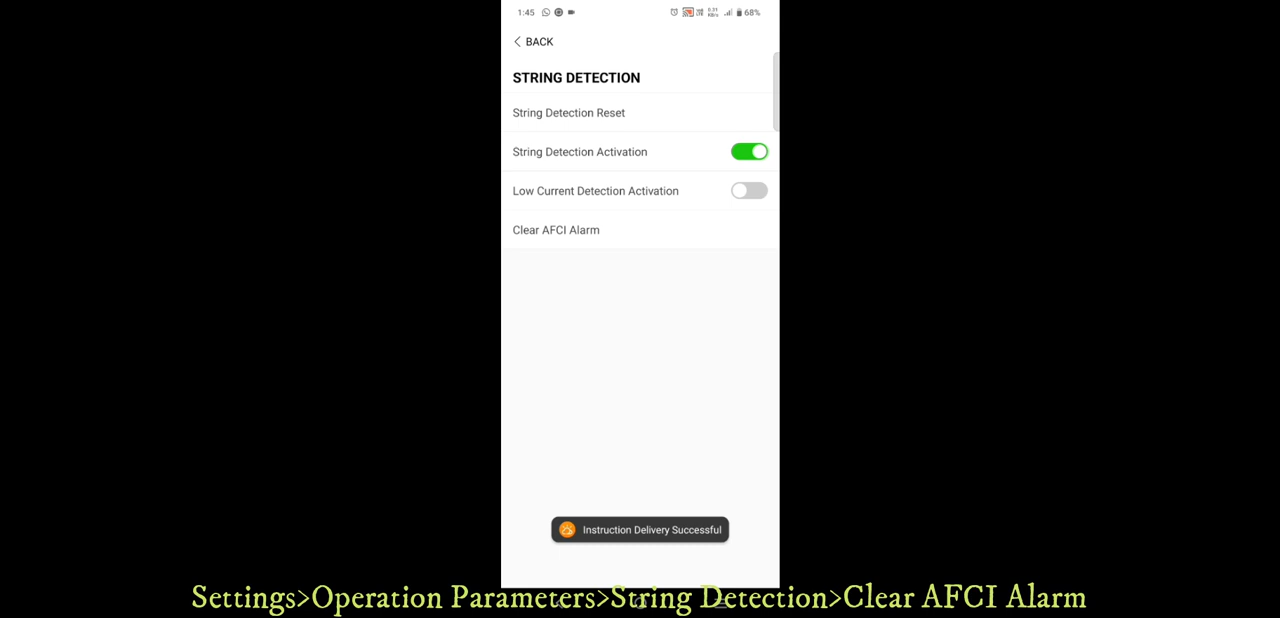 1:45 68%
BACK
STRING DETECTION
String Detection Reset
String Detection Activation
Low Current Detection Activation
Clear AFCI Alarm
Instruction Delivery Successful
Settings>Operation Parameters>String Detection>Clear AFCI Alarm